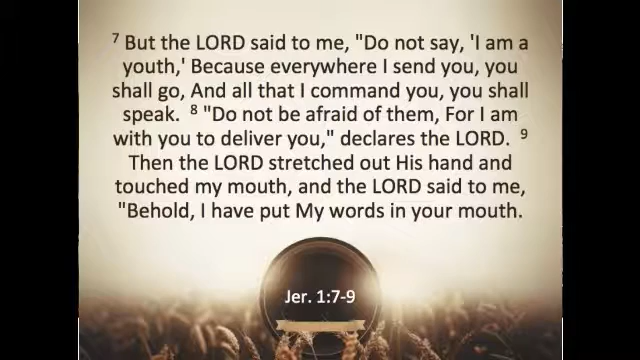 7 But the LORD said to me, "Do not say, 'I am a
youth,' Because everywhere I send you, you
shall go, And all that I command you, you shall
speak. 8 "Do not be afraid of them, For I am
with you to deliver you," declares the LORD. 9
Then the LORD stretched out His hand and
touched my mouth, and the LORD said to me,
"Behold, I have put My words in your mouth.
Jer. 1:7-9